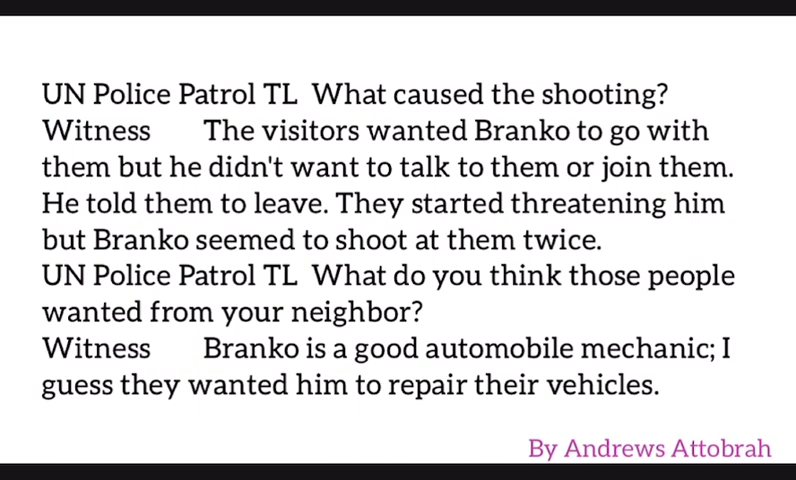 UN Police Patrol TL  What caused the shooting?
Witness       The visitors wanted Branko to go with
them but he didn't want to talk to them or join them.
He told them to leave. They started threatening him
but Branko seemed to shoot at them twice.
UN Police Patrol TL  What do you think those people
wanted from your neighbor?
Witness       Branko is a good automobile mechanic; I
guess they wanted him to repair their vehicles.
By Andrews Attobrah